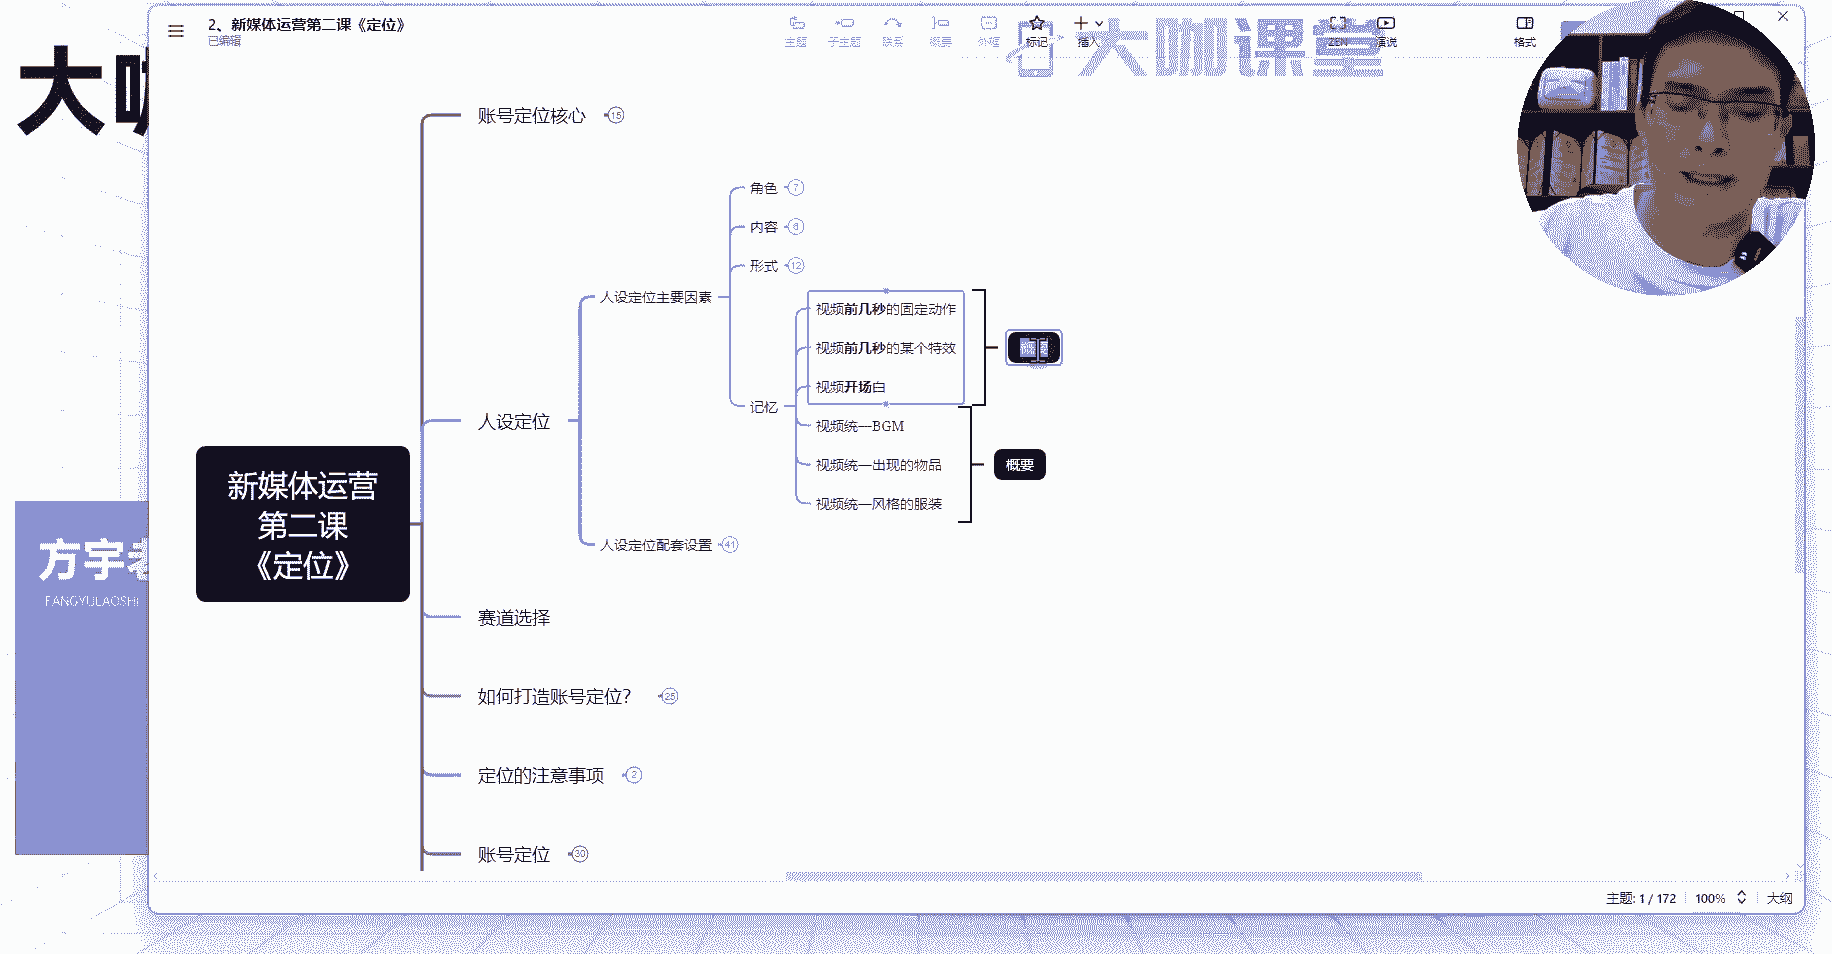 2、新媒体运营第二课《定位》
已编辑
主题
子主题
联系
概要
外框
标记
插入
ZEN
演说
格式
大咖课堂
大咖
账号定位核心 15
角色 7
内容 6
形式 12
人设定位主要因素
视频前几秒的固定动作
视频前几秒的某个特效
概要
视频开场白
记忆
人设定位
视频统一BGM
视频统一出现的物品
概要
视频统一风格的服装
新媒体运营
第二课
《定位》
人设定位配套设置 41
方宇老
FANGYULAOSHI
赛道选择
如何打造账号定位？ 25
定位的注意事项 2
账号定位 30
主题: 1 / 172
100%
大纲